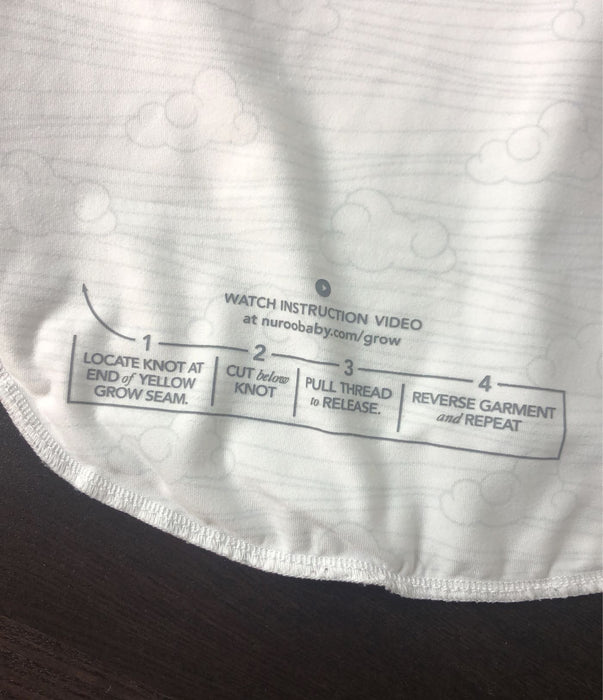 WATCH INSTRUCTION VIDEO
at nuroobaby.com/grow
1
LOCATE KNOT AT
END of YELLOW
GROW SEAM.
2
CUT below
KNOT
3
PULL THREAD
to RELEASE.
4
REVERSE GARMENT
and REPEAT